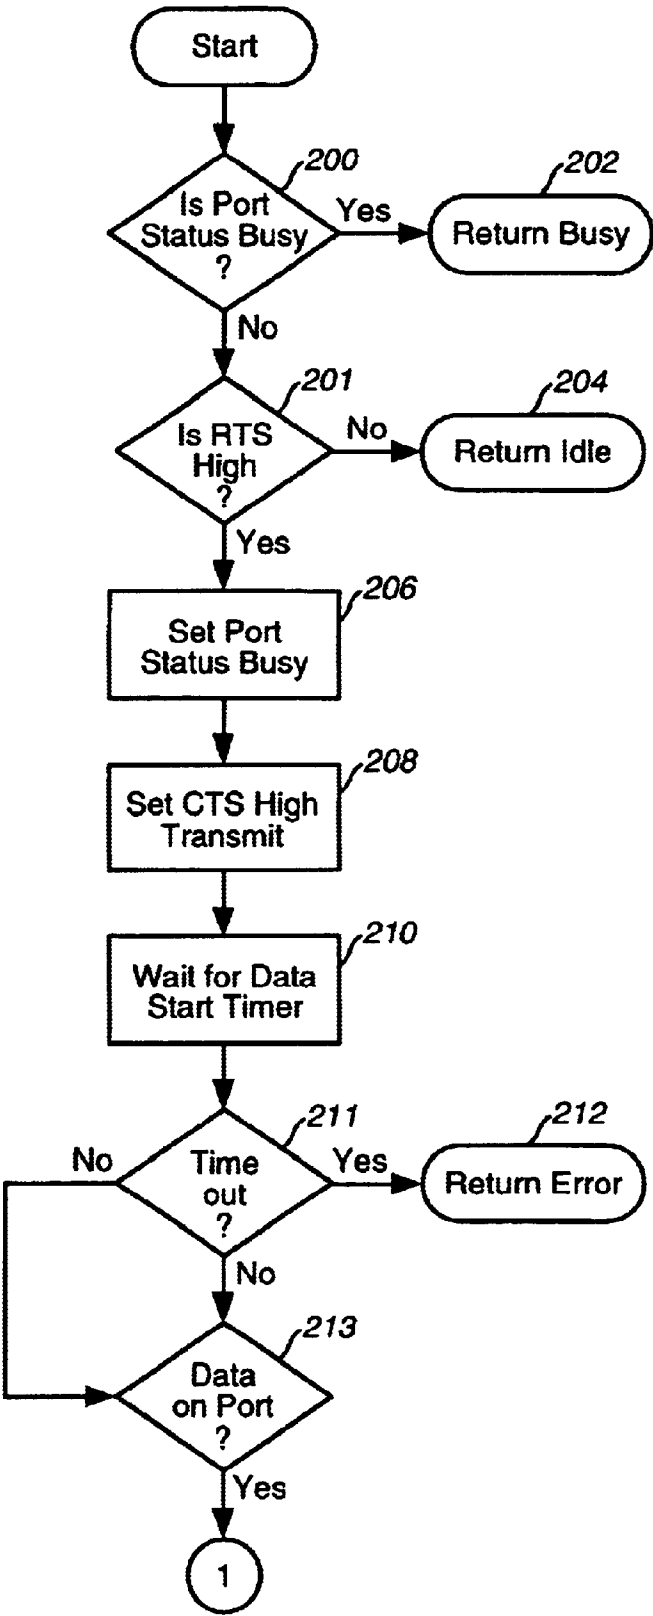 Start
200
Is Port
Status Busy
?
Yes
202
Return Busy
No
201
Is RTS
High
?
No
204
Return Idle
Yes
206
Set Port
Status Busy
208
Set CTS High
Transmit
210
Wait for Data
Start Timer
211
No
Time
out
?
Yes
212
Return Error
No
213
Data
on Port
?
Yes
1